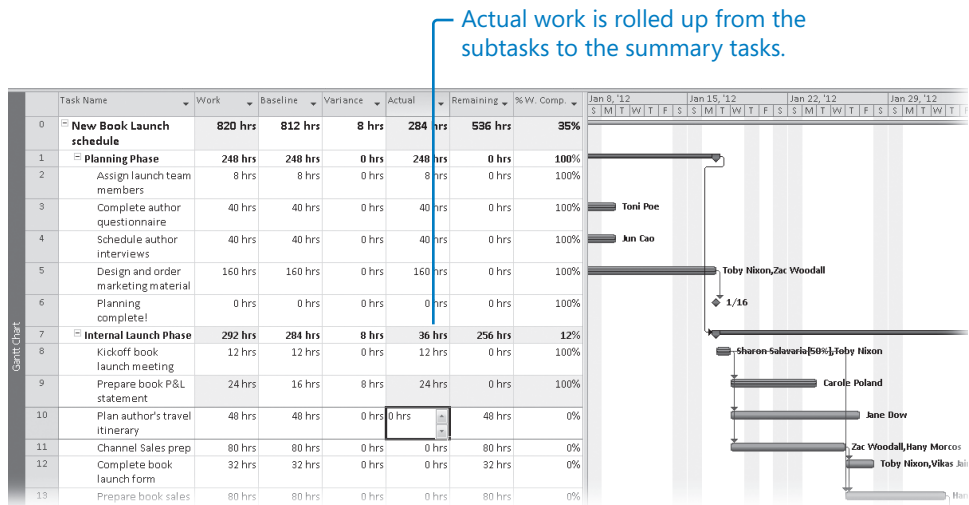 Actual work is rolled up from the
subtasks to the summary tasks.
Task Name Work Baseline Variance Actual Remaining % W. Comp. Jan 8, '12 Jan 15, '12 Jan 22, '12 Jan 29, '12
S M T W T F S S M T W T F S S M T W T F S S M T W T F
0 New Book Launch 820 hrs 812 hrs 8 hrs 284 hrs 536 hrs 35%
schedule
1 Planning Phase 248 hrs 248 hrs 0 hrs 248 hrs 0 hrs 100%
2 Assign launch team 8 hrs 8 hrs 0 hrs 8 hrs 0 hrs 100%
members
3 Complete author 40 hrs 40 hrs 0 hrs 40 hrs 0 hrs 100% Toni Poe
questionnaire
4 Schedule author 40 hrs 40 hrs 0 hrs 40 hrs 0 hrs 100% Jun Cao
interviews
5 Design and order 160 hrs 160 hrs 0 hrs 160 hrs 0 hrs 100% Toby Nixon,Zac Woodall
marketing material
6 Planning 0 hrs 0 hrs 0 hrs 0 hrs 0 hrs 100% 1/16
complete!
7 Internal Launch Phase 292 hrs 284 hrs 8 hrs 36 hrs 256 hrs 12%
8 Kickoff book 12 hrs 12 hrs 0 hrs 12 hrs 0 hrs 100% Sharon Salavaria[50%],Toby Nixon
launch meeting
9 Prepare book P&L 24 hrs 16 hrs 8 hrs 24 hrs 0 hrs 100% Carole Poland
statement
10 Plan author's travel 48 hrs 48 hrs 0 hrs 0 hrs 48 hrs 0% Jane Dow
itinerary
11 Channel Sales prep 80 hrs 80 hrs 0 hrs 0 hrs 80 hrs 0% Zac Woodall,Hany Morcos
12 Complete book 32 hrs 32 hrs 0 hrs 0 hrs 32 hrs 0% Toby Nixon,Vikas Jain
launch form
13 Prepare book sales 80 hrs 80 hrs 0 hrs 0 hrs 80 hrs 0%
Gantt Chart